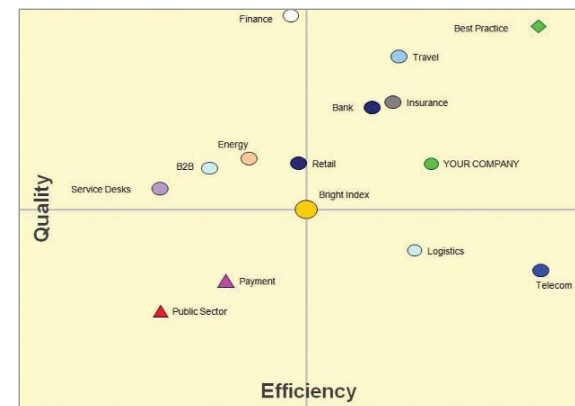 Finance
Best Practice
Travel
Bank
Insurance
Energy
B2B
Retail
YOUR COMPANY
Service Desks
Bright Index
Quality
Logistics
Payment
Telecom
Public Sector
Efficiency